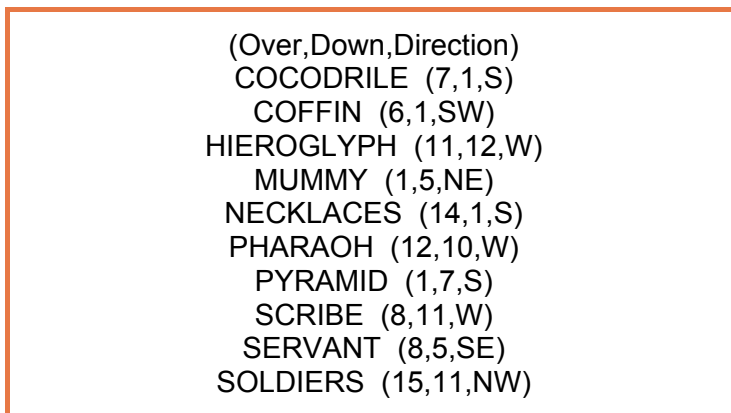 (Over,Down,Direction)
COCODRILE (7,1,S)
COFFIN (6,1,SW)
HIEROGLYPH (11,12,W)
MUMMY (1,5,NE)
NECKLACES (14,1,S)
PHARAOH (12,10,W)
PYRAMID (1,7,S)
SCRIBE (8,11,W)
SERVANT (8,5,SE)
SOLDIERS (15,11,NW)